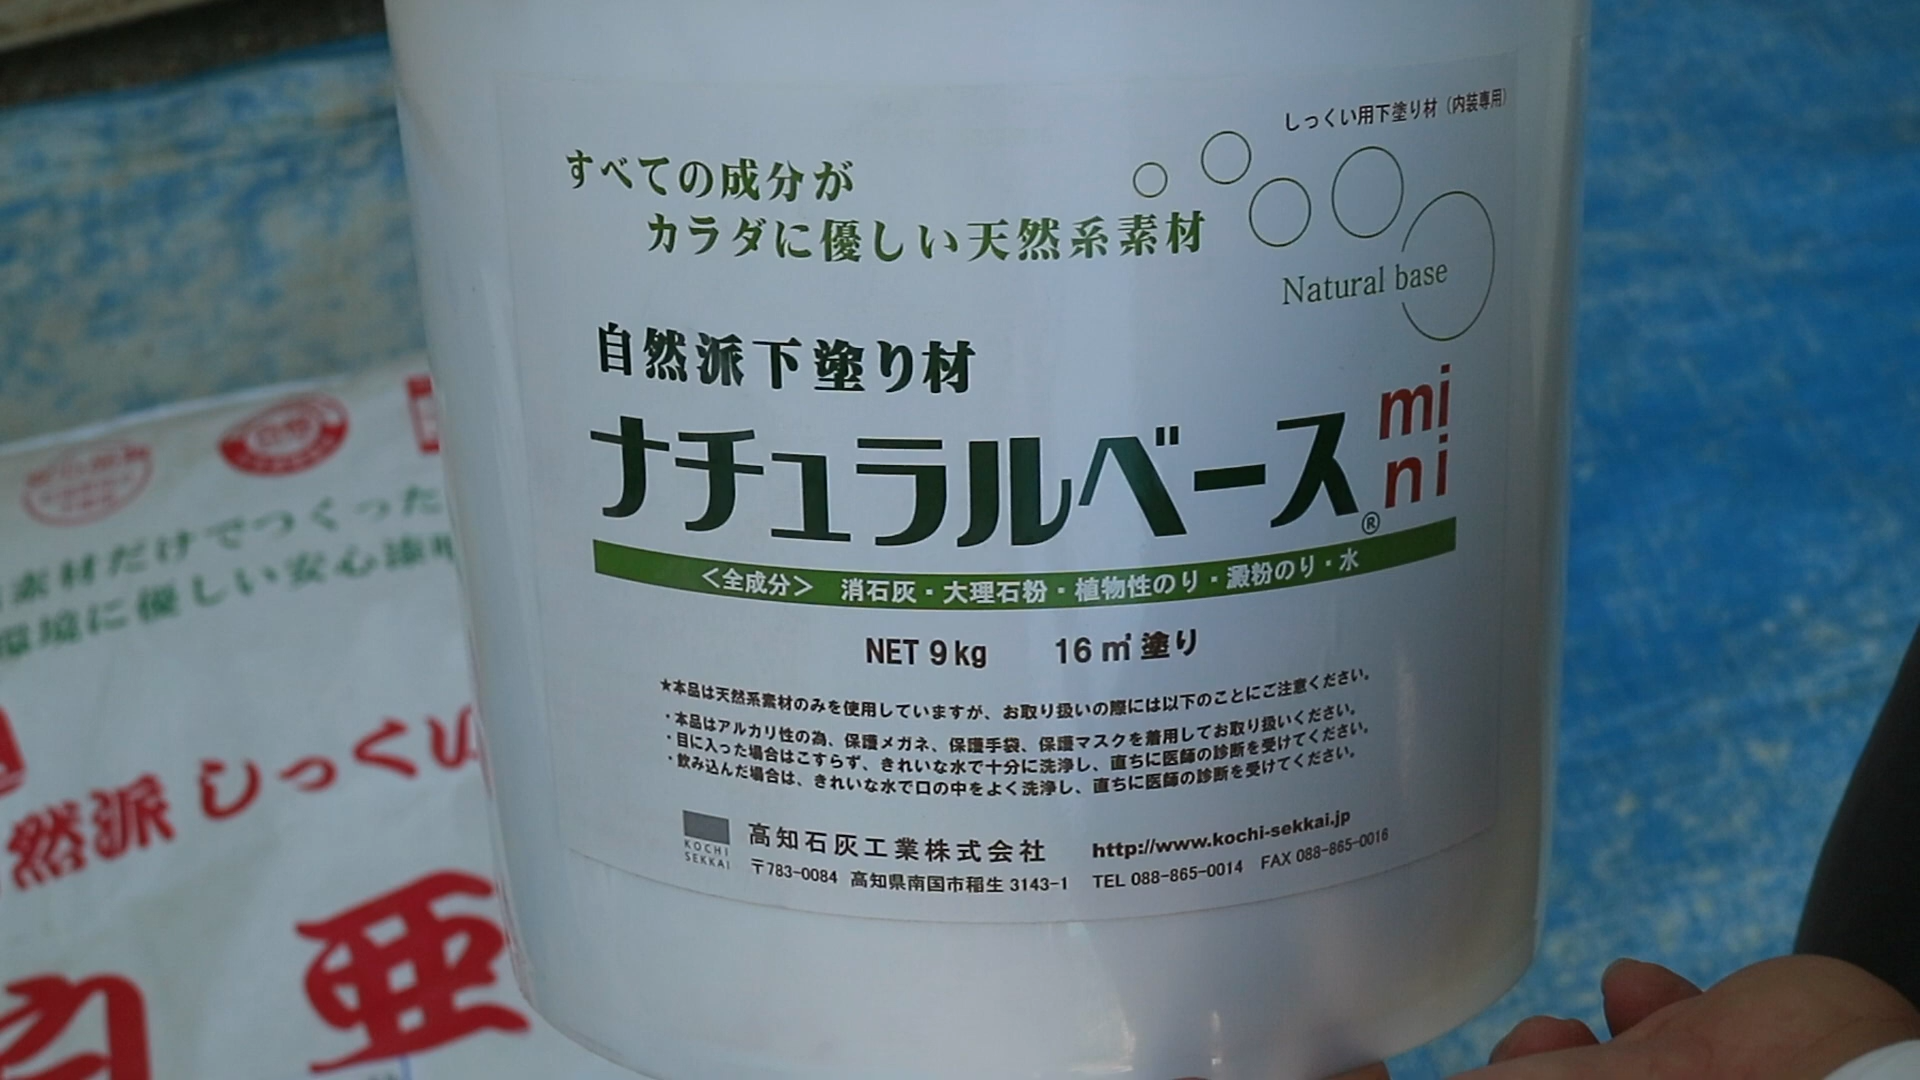 しっくい用下塗り材（内装専用）
すべての成分が
カラダに優しい天然系素材
Natural base
自然派下塗り材
ナチュラルベース®
mi
ni
<全成分> 消石灰・大理石粉・植物性のり・澱粉のり・水
NET 9kg 16㎡塗り
★本品は天然系素材のみを使用していますが、お取り扱いの際には以下のことにご注意ください。
・本品はアルカリ性の為、保護メガネ、保護手袋、保護マスクを着用してお取り扱いください。
・目に入った場合はこすらず、きれいな水で十分に洗浄し、直ちに医師の診断を受けてください。
・飲み込んだ場合は、きれいな水で口の中をよく洗浄し、直ちに医師の診断を受けてください。
KOCHI
SEKKAI
高知石灰工業株式会社 http://www.kochi-sekkai.jp
〒783-0084 高知県南国市稲生 3143-1 TEL 088-865-0014 FAX 088-865-0016
素材だけでつくった
環境に優しい安心漆喰
然派 しっくい
亜